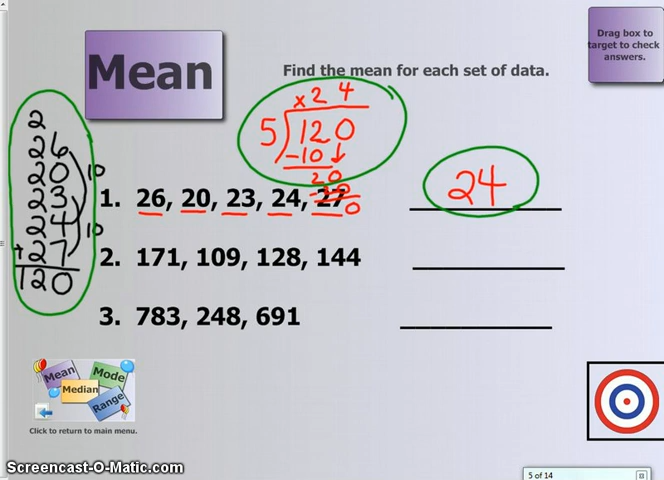 Mean
Find the mean for each set of data.
Drag box to
target to check
answers.
2
26
20
23
24
+27
120
10
10
x24
5 120
-10↓
20
-20
0
1. 26, 20, 23, 24, 27
24
2. 171, 109, 128, 144
3. 783, 248, 691
Mean
Mode
Median
Range
Click to return to main menu.
Screencast-O-Matic.com
5 of 14